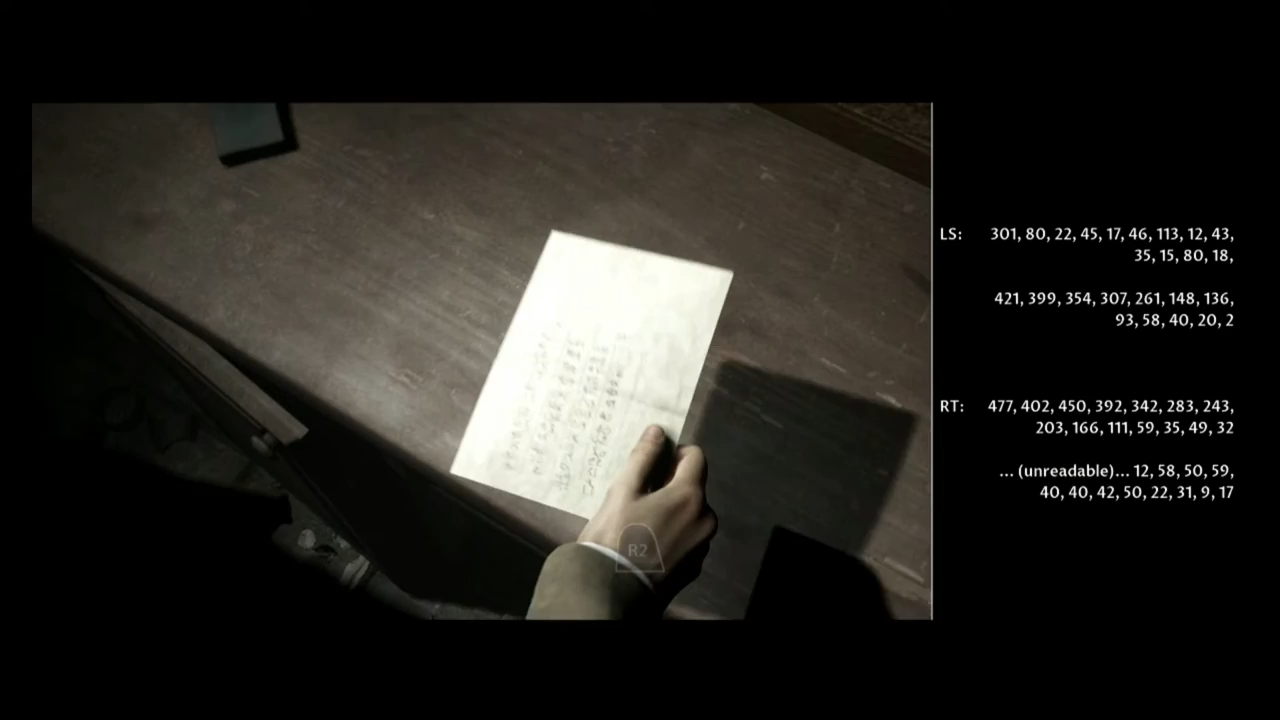 LS: 301, 80, 22, 45, 17, 46, 113, 12, 43,
35, 15, 80, 18,
421, 399, 354, 307, 261, 148, 136,
93, 58, 40, 20, 2
RT: 477, 402, 450, 392, 342, 283, 243,
203, 166, 111, 59, 35, 49, 32
... (unreadable)... 12, 58, 50, 59,
40, 40, 42, 50, 22, 31, 9, 17
R2